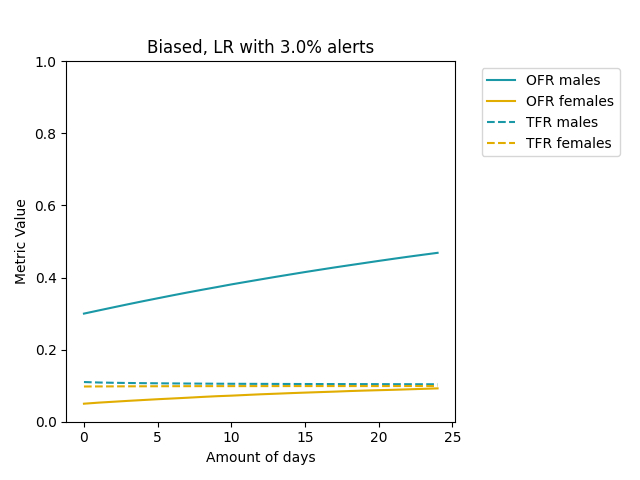 Biased, LR with 3.0% alerts
OFR males
OFR females
TFR males
TFR females
1.0
0.8
0.6
0.4
0.2
0.0
Metric Value
0
5
10
15
20
25
Amount of days